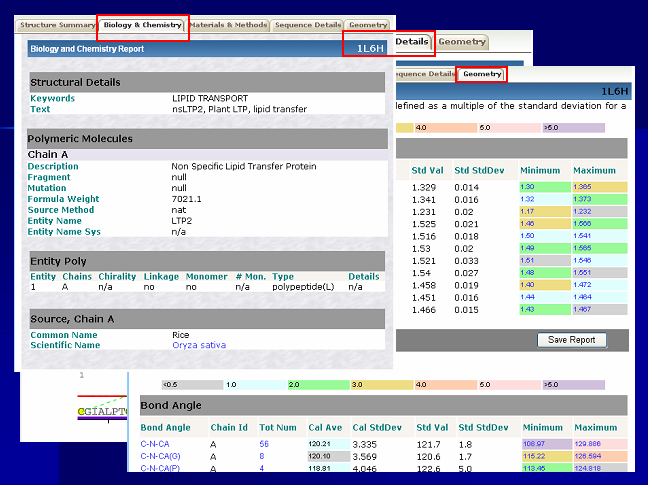 Structure Summary Biology & Chemistry Materials & Methods Sequence Details Geometry
Biology and Chemistry Report 1L6H
Structural Details
Keywords LIPID TRANSPORT
Text nsLTP2, Plant LTP, lipid transfer
Polymeric Molecules
Chain A
Description Non Specific Lipid Transfer Protein
Fragment null
Mutation null
Formula Weight 7021.1
Source Method nat
Entity Name LTP2
Entity Name Sys n/a
Entity Poly
Entity Chains Chirality Linkage Monomer # Mon. Type Details
1 A n/a no no n/a polypeptide(L) n/a
Source, Chain A
Common Name Rice
Scientific Name Oryza sativa
Details Geometry
equence Details Geometry
1L6H
efined as a multiple of the standard deviation for a
4.0 5.0 >5.0
Std Val Std StdDev Minimum Maximum
1.329 0.014 1.30 1.365
1.341 0.016 1.32 1.373
1.231 0.02 1.17 1.232
1.525 0.021 1.46 1.566
1.516 0.018 1.50 1.541
1.53 0.02 1.49 1.565
1.521 0.033 1.51 1.546
1.54 0.027 1.48 1.551
1.458 0.019 1.40 1.472
1.451 0.016 1.44 1.464
1.466 0.015 1.43 1.467
Save Report
1
CGIALPTC
<0.5 1.0 2.0 3.0 4.0 5.0 >5.0
Bond Angle
Bond Angle Chain Id Tot Num Cal Ave Cal StdDev Std Val Std StdDev Minimum Maximum
C-N-CA A 56 120.21 3.335 121.7 1.8 108.97 129.886
C-N-CA(G) A 8 120.10 3.569 120.6 1.7 115.22 126.594
C-N-CA(P) A 4 118.81 4.046 122.6 5.0 113.45 124.818